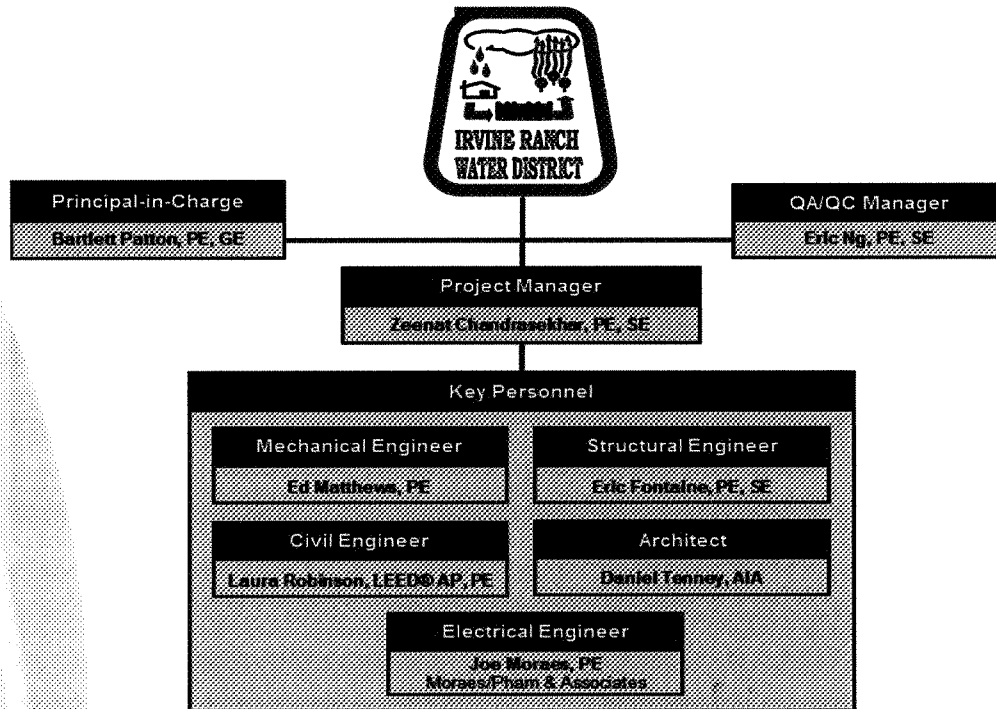 IRVINE RANCH
WATER DISTRICT
Principal-in-Charge
Bartlett Patton, PE, GE
QA/QC Manager
Eric Ng, PE, SE
Project Manager
Zeenat Chandrasekhar, PE, SE
Key Personnel
Mechanical Engineer
Ed Matthews, PE
Structural Engineer
Eric Fontaine, PE, SE
Civil Engineer
Laura Robinson, LEED® AP, PE
Architect
Daniel Tenney, AIA
Electrical Engineer
Joe Moraes, PE
Moraes/Pham & Associates